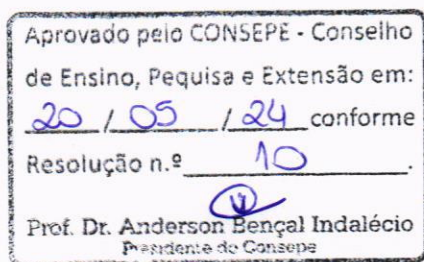 Aprovado pelo CONSEPE - Conselho
de Ensino, Pequisa e Extensão em:
20 / 05 / 24 conforme
Resolução n.º 10 .
Prof. Dr. Anderson Bençal Indalécio
Presidente do Consepe